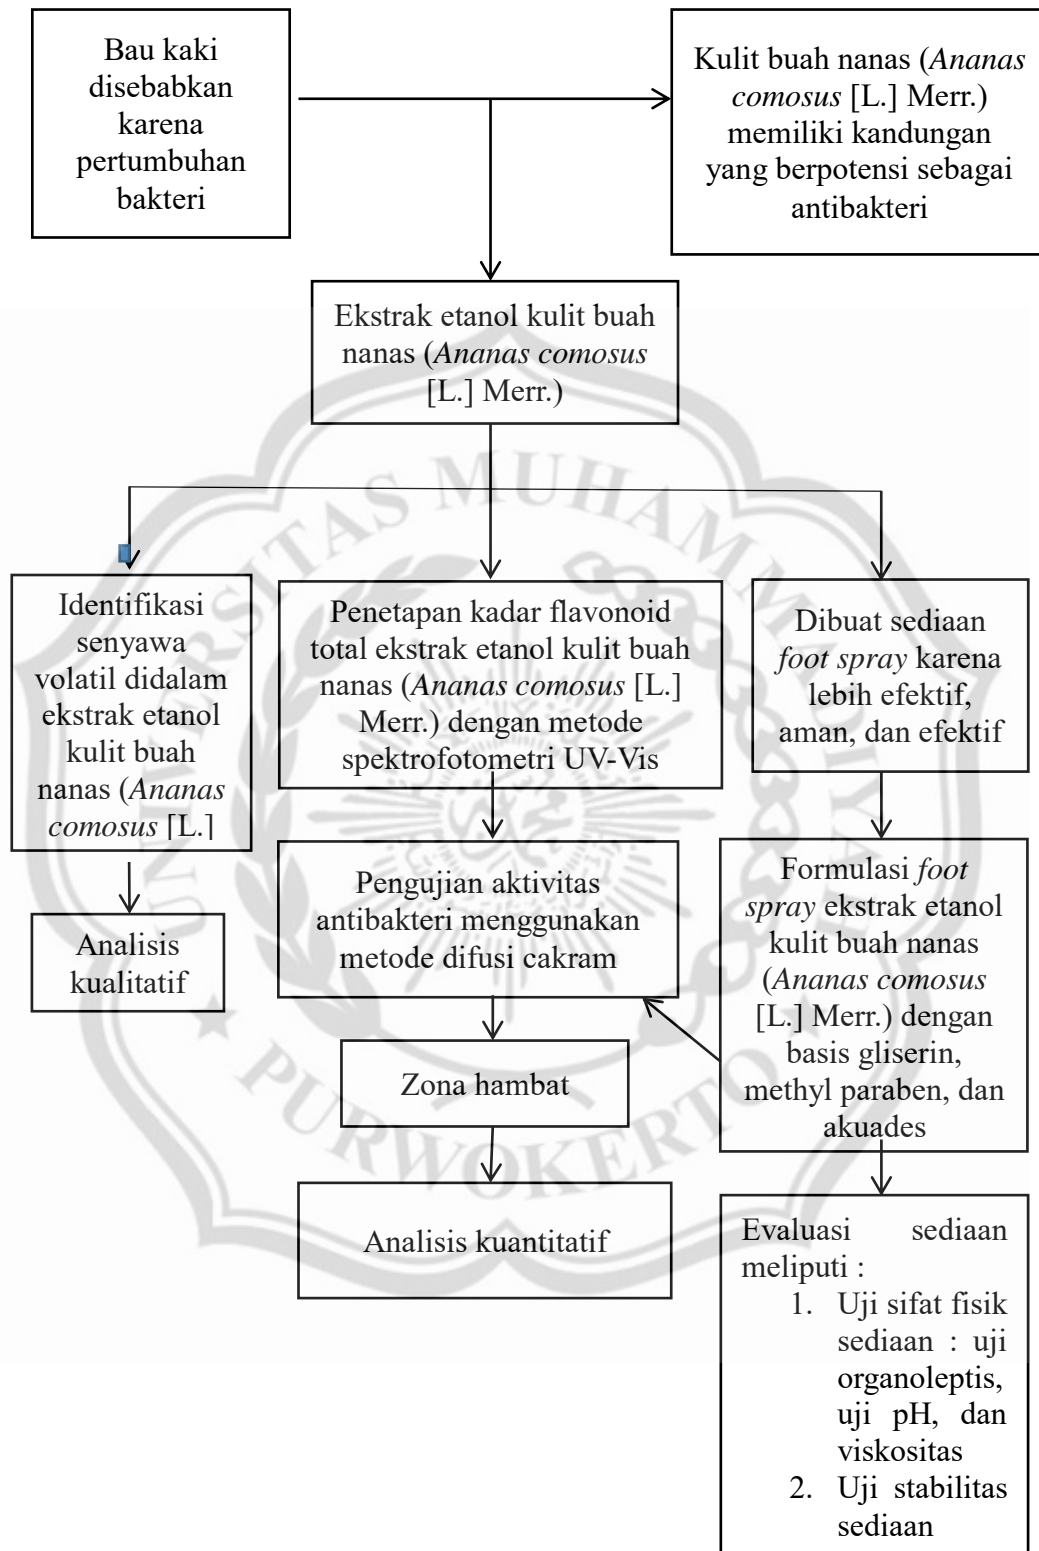 Bau kaki
disebabkan
karena
pertumbuhan
bakteri
Kulit buah nanas (Ananas
comosus [L.] Merr.)
memiliki kandungan
yang berpotensi sebagai
antibakteri
Ekstrak etanol kulit buah
nanas (Ananas comosus
[L.] Merr.)
Identifikasi
senyawa
volatil didalam
ekstrak etanol
kulit buah
nanas (Ananas
comosus [L.]
Penetapan kadar flavonoid
total ekstrak etanol kulit buah
nanas (Ananas comosus [L.]
Merr.) dengan metode
spektrofotometri UV-Vis
Dibuat sediaan
foot spray karena
lebih efektif,
aman, dan efektif
Analisis
kualitatif
Pengujian aktivitas
antibakteri menggunakan
metode difusi cakram
Formulasi foot
spray ekstrak etanol
kulit buah nanas
(Ananas comosus
[L.] Merr.) dengan
basis gliserin,
methyl paraben, dan
akuades
Zona hambat
Analisis kuantitatif
Evaluasi sediaan
meliputi :
1. Uji sifat fisik
sediaan : uji
organoleptis,
uji pH, dan
viskositas
2. Uji stabilitas
sediaan
UNIVERSITAS MUHAMMADIYAH
PURWOKERTO